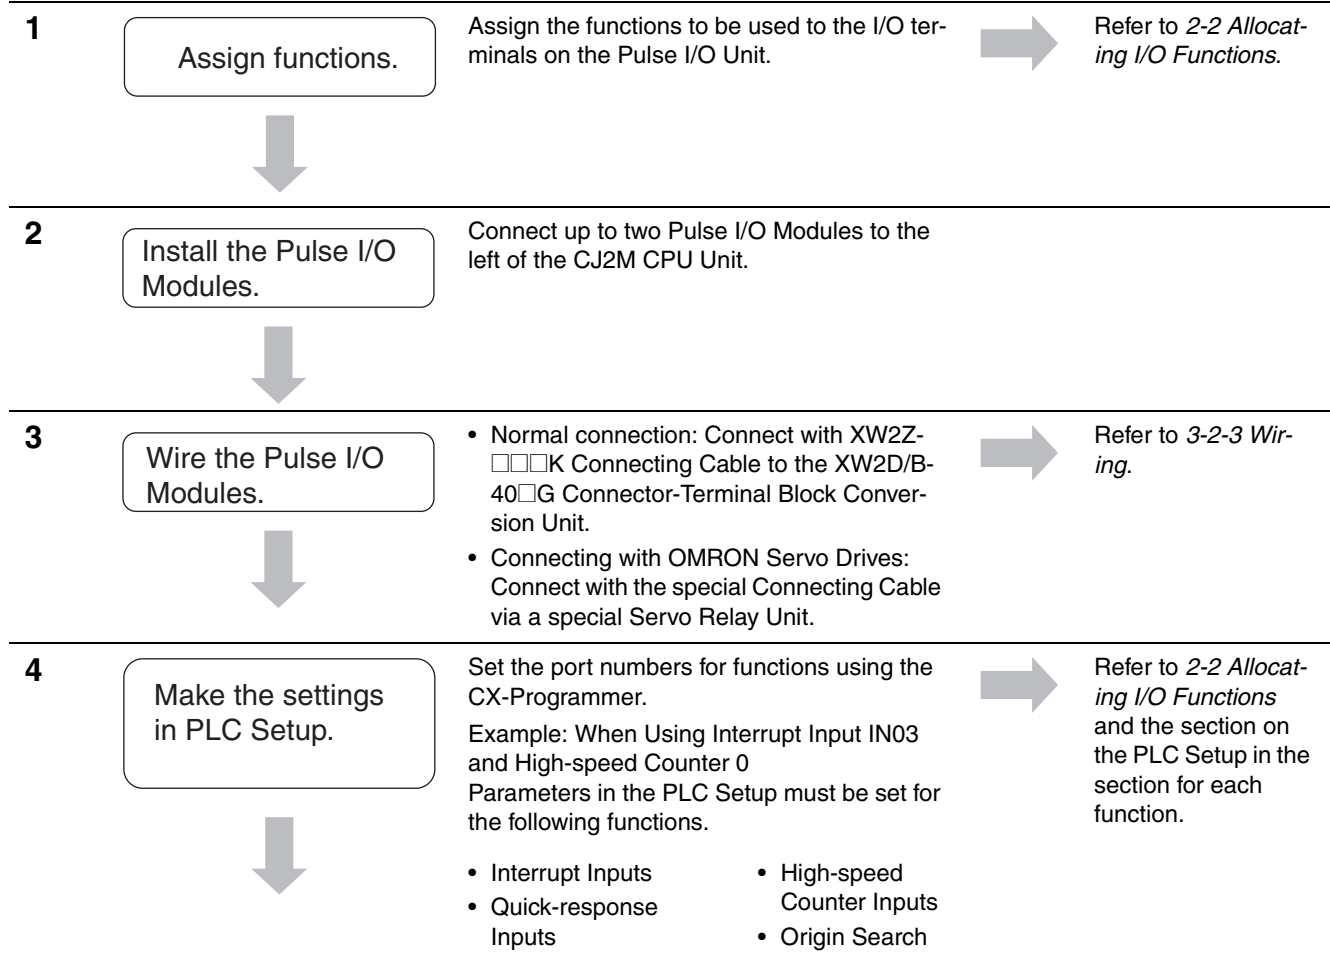 1
Assign functions.
Assign the functions to be used to the I/O ter-
minals on the Pulse I/O Unit.
Refer to 2-2 Allocat-
ing I/O Functions.
2
Install the Pulse I/O
Modules.
Connect up to two Pulse I/O Modules to the
left of the CJ2M CPU Unit.
3
Wire the Pulse I/O
Modules.
• Normal connection: Connect with XW2Z-
□□□K Connecting Cable to the XW2D/B-
40□G Connector-Terminal Block Conver-
sion Unit.
• Connecting with OMRON Servo Drives:
Connect with the special Connecting Cable
via a special Servo Relay Unit.
Refer to 3-2-3 Wir-
ing.
4
Make the settings
in PLC Setup.
Set the port numbers for functions using the
CX-Programmer.
Example: When Using Interrupt Input IN03
and High-speed Counter 0
Parameters in the PLC Setup must be set for
the following functions.
• Interrupt Inputs
• Quick-response
Inputs
• High-speed
Counter Inputs
• Origin Search
Refer to 2-2 Allocat-
ing I/O Functions
and the section on
the PLC Setup in the
section for each
function.